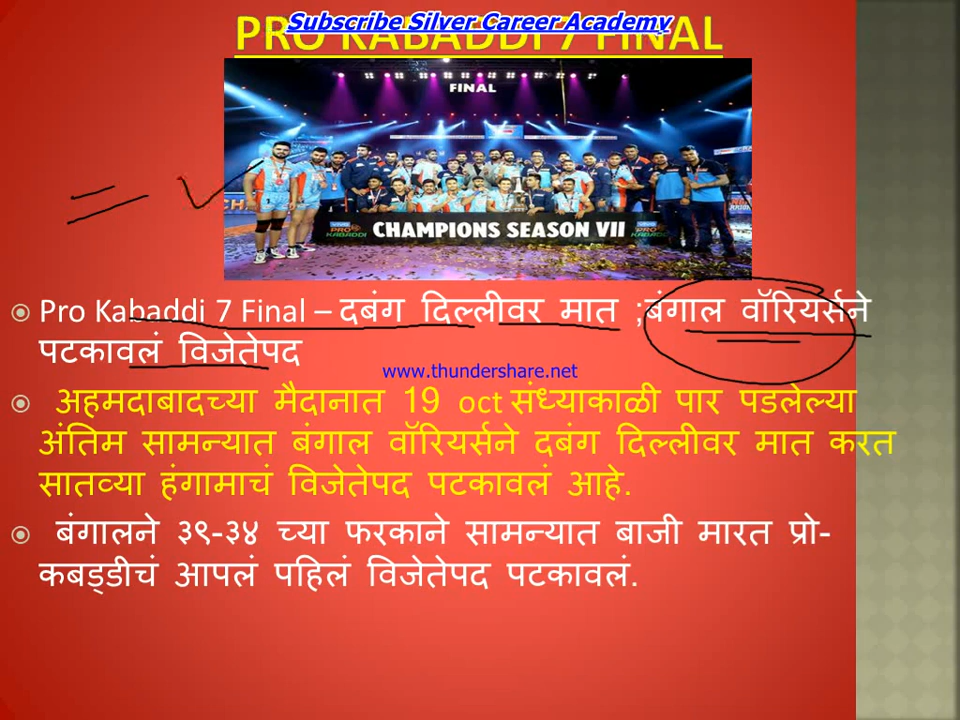 Subscribe Silver Career Academy
PRO KABADDI 7 FINAL
FINAL
CHAMPIONS SEASON VII
PRO KABADDI
Pro Kabaddi 7 Final – दबंग दिल्लीवर मात ;बंगाल वॉरियर्सने
पटकावलं विजेतेपद
www.thundershare.net
अहमदाबादच्या मैदानात 19 oct संध्याकाळी पार पडलेल्या
अंतिम सामन्यात बंगाल वॉरियर्सने दबंग दिल्लीवर मात करत
सातव्या हंगामाचं विजेतेपद पटकावलं आहे.
बंगालने ३९-३४ च्या फरकाने सामन्यात बाजी मारत प्रो-
कबड्डीचं आपलं पहिलं विजेतेपद पटकावलं.